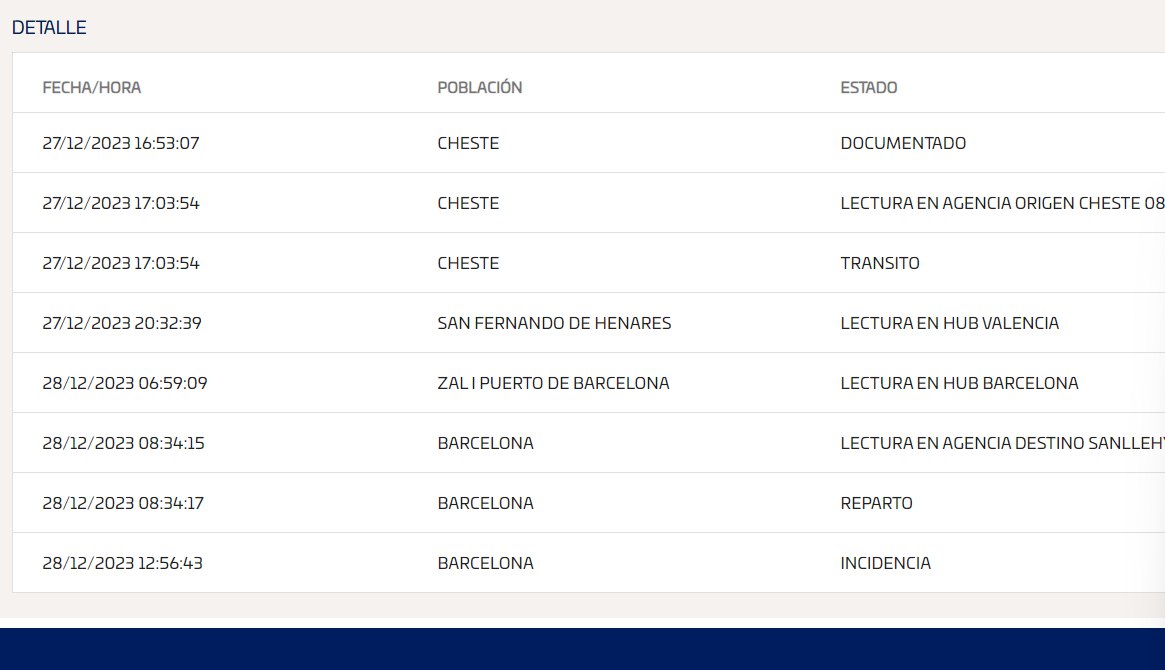 DETALLE
FECHA/HORA POBLACIÓN ESTADO
27/12/2023 16:53:07 CHESTE DOCUMENTADO
27/12/2023 17:03:54 CHESTE LECTURA EN AGENCIA ORIGEN CHESTE 08
27/12/2023 17:03:54 CHESTE TRANSITO
27/12/2023 20:32:39 SAN FERNANDO DE HENARES LECTURA EN HUB VALENCIA
28/12/2023 06:59:09 ZAL I PUERTO DE BARCELONA LECTURA EN HUB BARCELONA
28/12/2023 08:34:15 BARCELONA LECTURA EN AGENCIA DESTINO SANLLEHY
28/12/2023 08:34:17 BARCELONA REPARTO
28/12/2023 12:56:43 BARCELONA INCIDENCIA